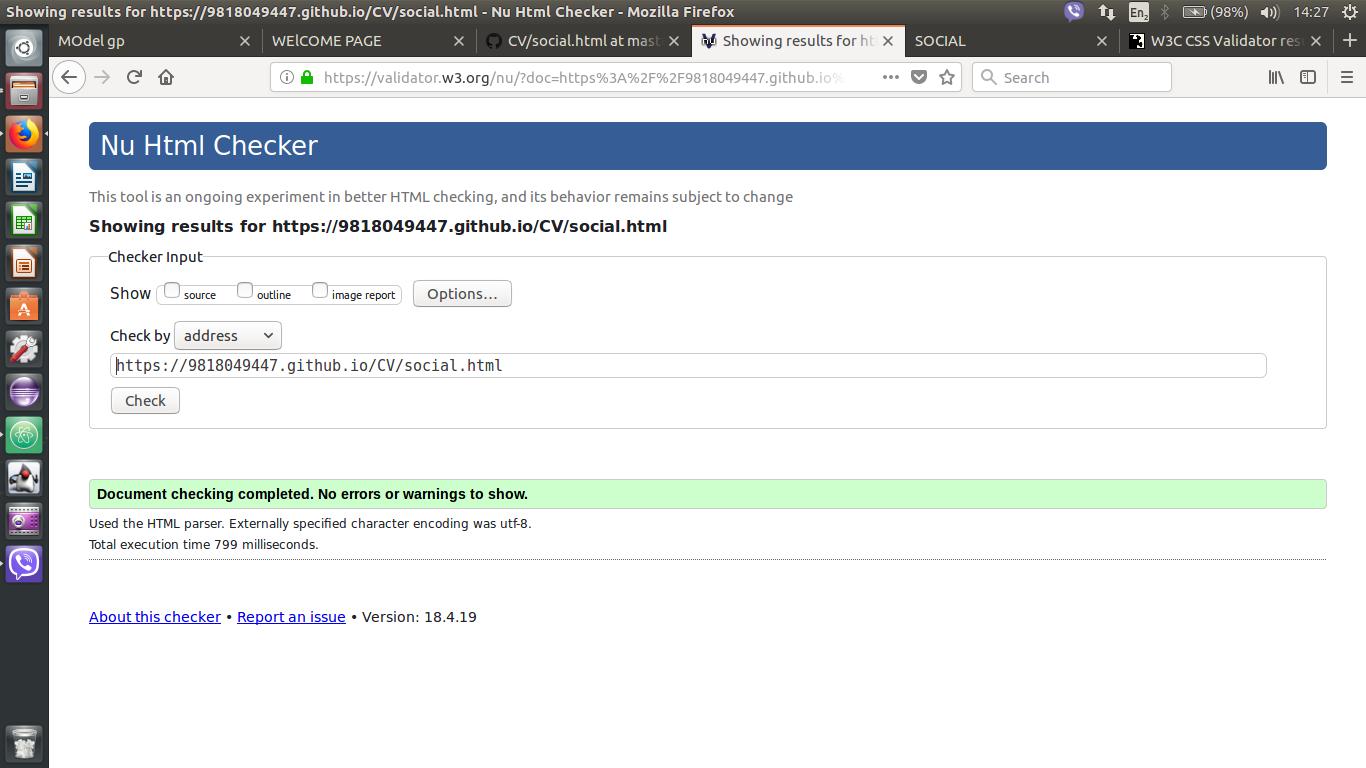 Showing results for https://9818049447.github.io/CV/social.html - Nu Html Checker - Mozilla Firefox
En2 (98%) 14:27
MOdel gp
WElCOME PAGE
CV/social.html at mast
Showing results for ht
SOCIAL
W3C CSS Validator res
https://validator.w3.org/nu/?doc=https%3A%2F%2F9818049447.github.io%
Search
Nu Html Checker
This tool is an ongoing experiment in better HTML checking, and its behavior remains subject to change
Showing results for https://9818049447.github.io/CV/social.html
Checker Input
Show source outline image report Options...
Check by address
https://9818049447.github.io/CV/social.html
Check
Document checking completed. No errors or warnings to show.
Used the HTML parser. Externally specified character encoding was utf-8.
Total execution time 799 milliseconds.
About this checker • Report an issue • Version: 18.4.19